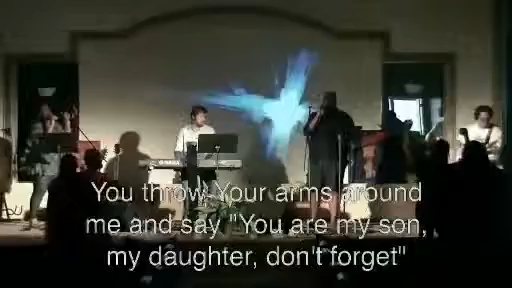 You throw Your arms around
me and say "You are my son,
my daughter, don't forget"